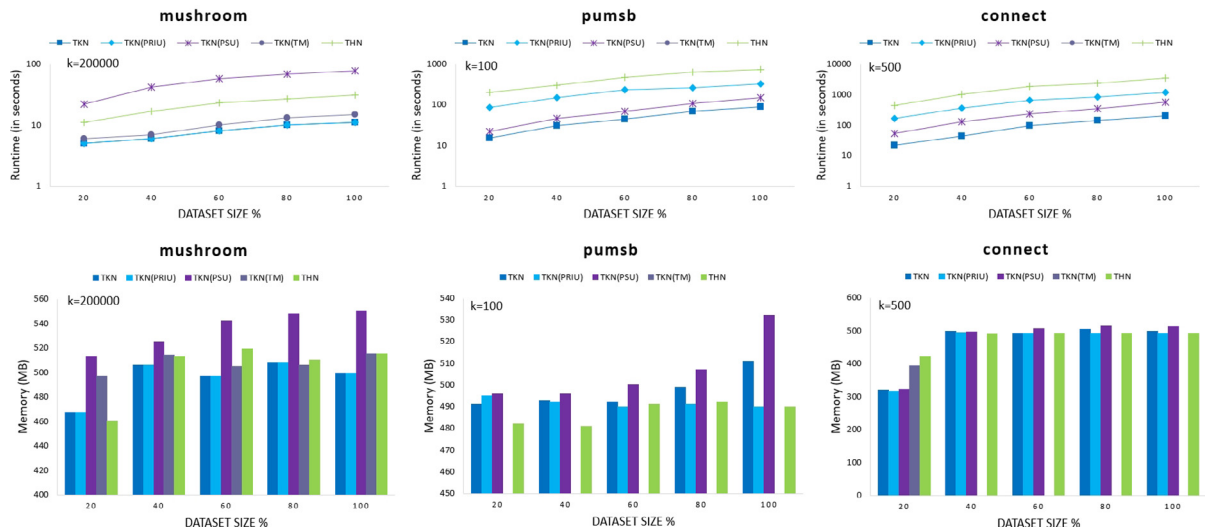 mushroom
TKN TKN(PRIU) TKN(PSU) TKN(TM) THN
k=200000
100
10
1
Runtime (in seconds)
20 40 60 80 100
DATASET SIZE %
pumsb
TKN TKN(PRIU) TKN(PSU) TKN(TM) THN
k=100
1000
100
10
1
Runtime (in seconds)
20 40 60 80 100
DATASET SIZE %
connect
TKN TKN(PRIU) TKN(PSU) TKN(TM) THN
k=500
10000
1000
100
10
1
Runtime (in seconds)
20 40 60 80 100
DATASET SIZE %
mushroom
TKN TKN(PRIU) TKN(PSU) TKN(TM) THN
k=200000
560
540
520
500
480
460
440
420
400
Memory (MB)
20 40 60 80 100
DATASET SIZE %
pumsb
TKN TKN(PRIU) TKN(PSU) TKN(TM) THN
k=100
540
530
520
510
500
490
480
470
460
450
Memory (MB)
20 40 60 80 100
DATASET SIZE %
connect
TKN TKN(PRIU) TKN(PSU) TKN(TM) THN
k=500
600
500
400
300
200
100
0
Memory (MB)
20 40 60 80 100
DATASET SIZE %